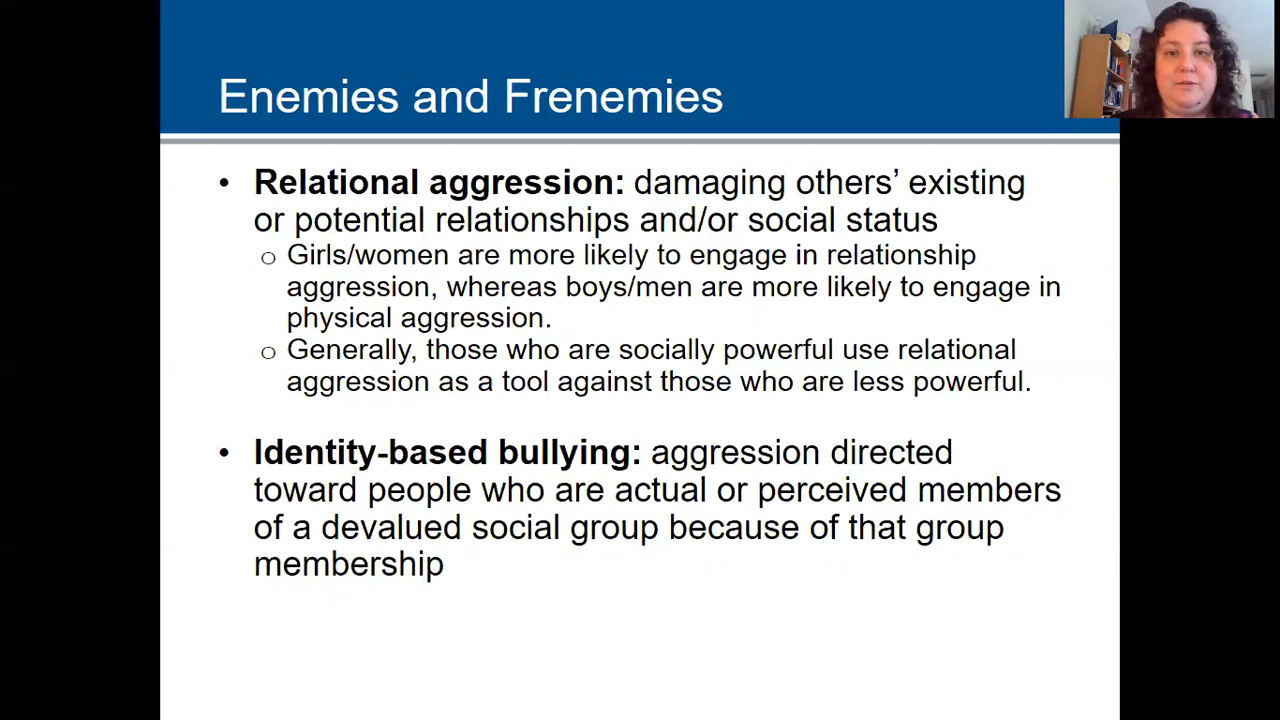 Enemies and Frenemies
• Relational aggression: damaging others’ existing
or potential relationships and/or social status
o Girls/women are more likely to engage in relationship
aggression, whereas boys/men are more likely to engage in
physical aggression.
o Generally, those who are socially powerful use relational
aggression as a tool against those who are less powerful.
• Identity-based bullying: aggression directed
toward people who are actual or perceived members
of a devalued social group because of that group
membership